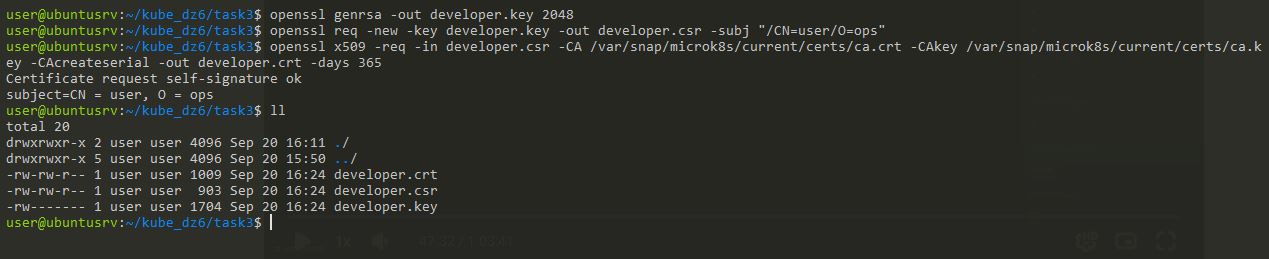 user@ubuntusrv:~/kube_dz6/task3$ openssl genrsa -out developer.key 2048
user@ubuntusrv:~/kube_dz6/task3$ openssl req -new -key developer.key -out developer.csr -subj "/CN=user/O=ops"
user@ubuntusrv:~/kube_dz6/task3$ openssl x509 -req -in developer.csr -CA /var/snap/microk8s/current/certs/ca.crt -CAkey /var/snap/microk8s/current/certs/ca.k
ey -CAcreateserial -out developer.crt -days 365
Certificate request self-signature ok
subject=CN = user, O = ops
user@ubuntusrv:~/kube_dz6/task3$ ll
total 20
drwxrwxr-x 2 user user 4096 Sep 20 16:11 ./
drwxrwxr-x 5 user user 4096 Sep 20 15:50 ../
-rw-rw-r-- 1 user user 1009 Sep 20 16:24 developer.crt
-rw-rw-r-- 1 user user  903 Sep 20 16:24 developer.csr
-rw------- 1 user user 1704 Sep 20 16:24 developer.key
user@ubuntusrv:~/kube_dz6/task3$
1x 47:32 / 1:03:41
HD